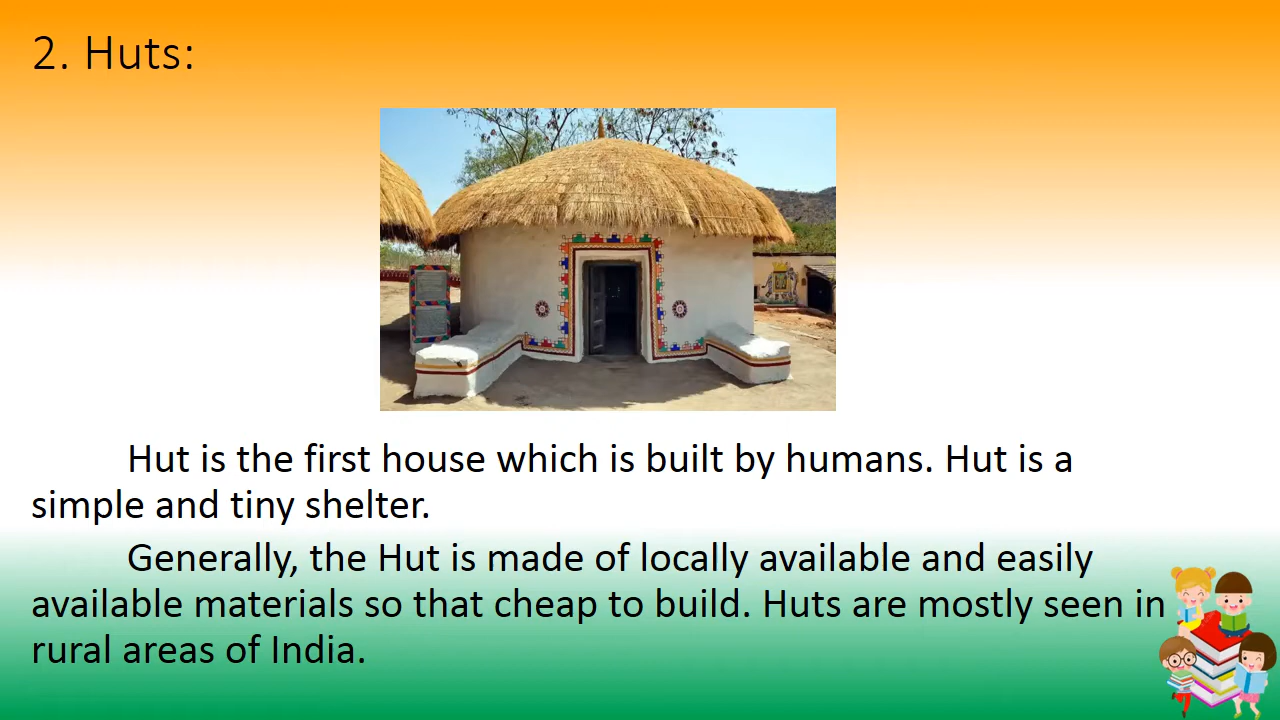 2. Huts:
Hut is the first house which is built by humans. Hut is a
simple and tiny shelter.
Generally, the Hut is made of locally available and easily
available materials so that cheap to build. Huts are mostly seen in
rural areas of India.